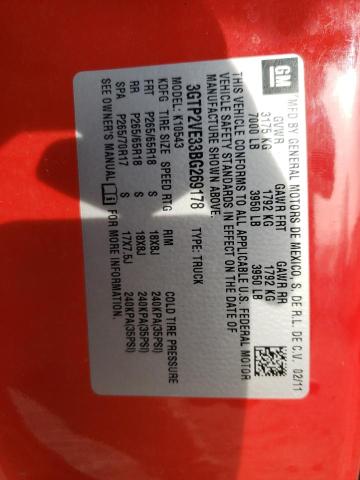 GM
MFD BY GENERAL MOTORS DE MEXICO, S. DE R.L. DE C.V. 02/11
GVWR GAWR FRT GAWR RR
3175 KG 1792 KG 1792 KG
7000 LB 3950 LB 3950 LB
THIS VEHICLE CONFORMS TO ALL APPLICABLE U.S. FEDERAL MOTOR
VEHICLE SAFETY STANDARDS IN EFFECT ON THE DATE OF
MANUFACTURE SHOWN ABOVE.
3GTP2VE33BG269178 TYPE: TRUCK
MODEL: K10543
KDFG TIRE SIZE SPEED RTG RIM COLD TIRE PRESSURE
FRT P265/65R18 S 18X8J 240KPA(35PSI)
RR P265/65R18 S 18X8J 240KPA(35PSI)
SPA P265/70R17 S 17X7.5J 240KPA(35PSI)
SEE OWNER'S MANUAL FOR MORE INFORMATION.